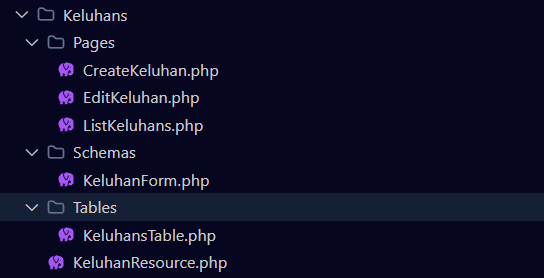 Keluhans
Pages
CreateKeluhan.php
EditKeluhan.php
ListKeluhans.php
Schemas
KeluhanForm.php
Tables
KeluhansTable.php
KeluhanResource.php